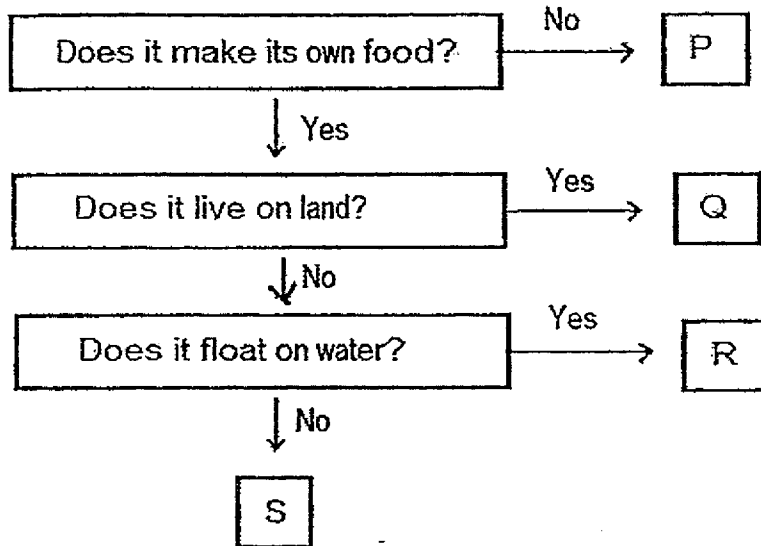 Does it make its own food?
No
P
Yes
Does it live on land?
Yes
Q
No
Does it float on water?
Yes
R
No
S